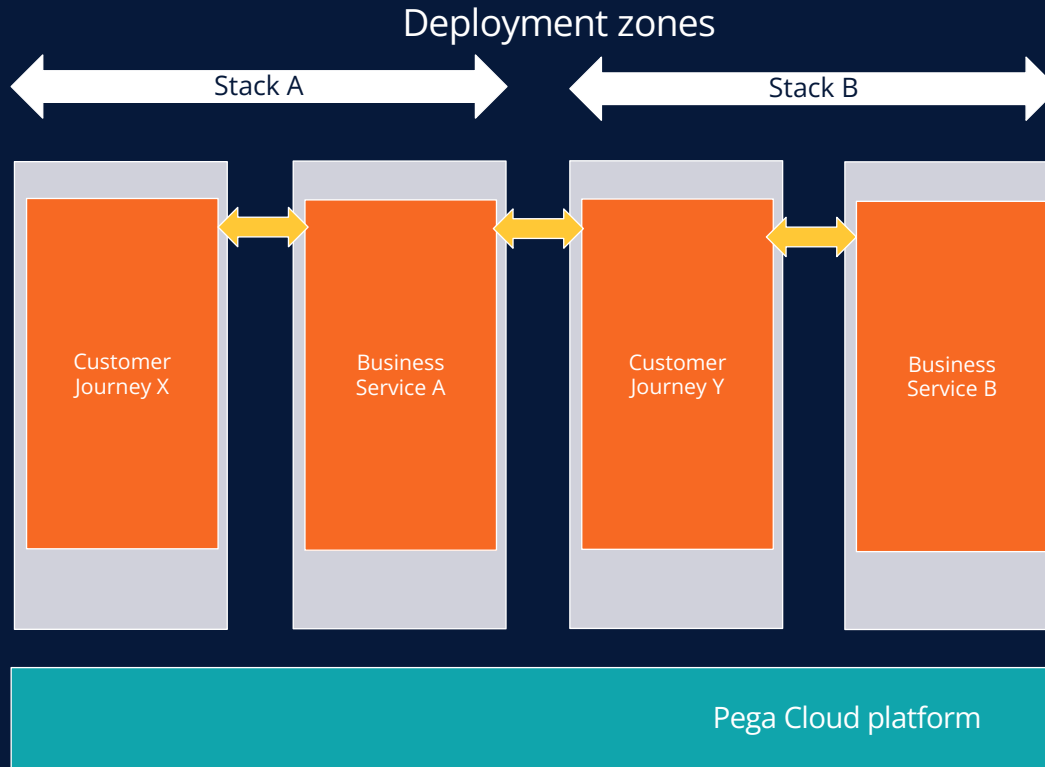 Deployment zones
Stack A
Stack B
Customer
Journey X
Business
Service A
Customer
Journey Y
Business
Service B
Pega Cloud platform